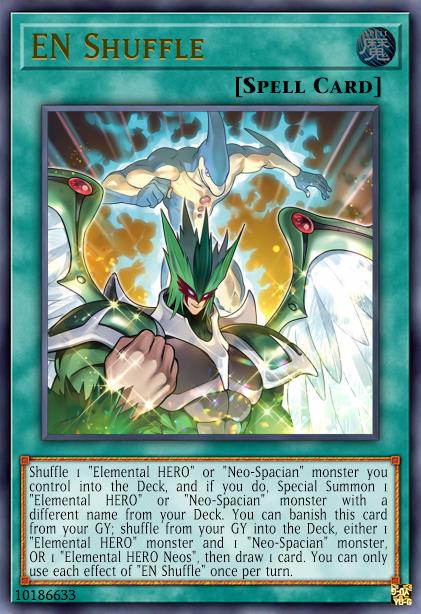 EN Shuffle
魔
[Spell Card]
Shuffle 1 "Elemental HERO" or "Neo-Spacian" monster you
control into the Deck, and if you do, Special Summon 1
"Elemental HERO" or "Neo-Spacian" monster with a
different name from your Deck. You can banish this card
from your GY; shuffle from your GY into the Deck, either 1
"Elemental HERO" monster and 1 "Neo-Spacian" monster,
OR 1 "Elemental HERO Neos", then draw 1 card. You can only
use each effect of "EN Shuffle" once per turn.
10186633